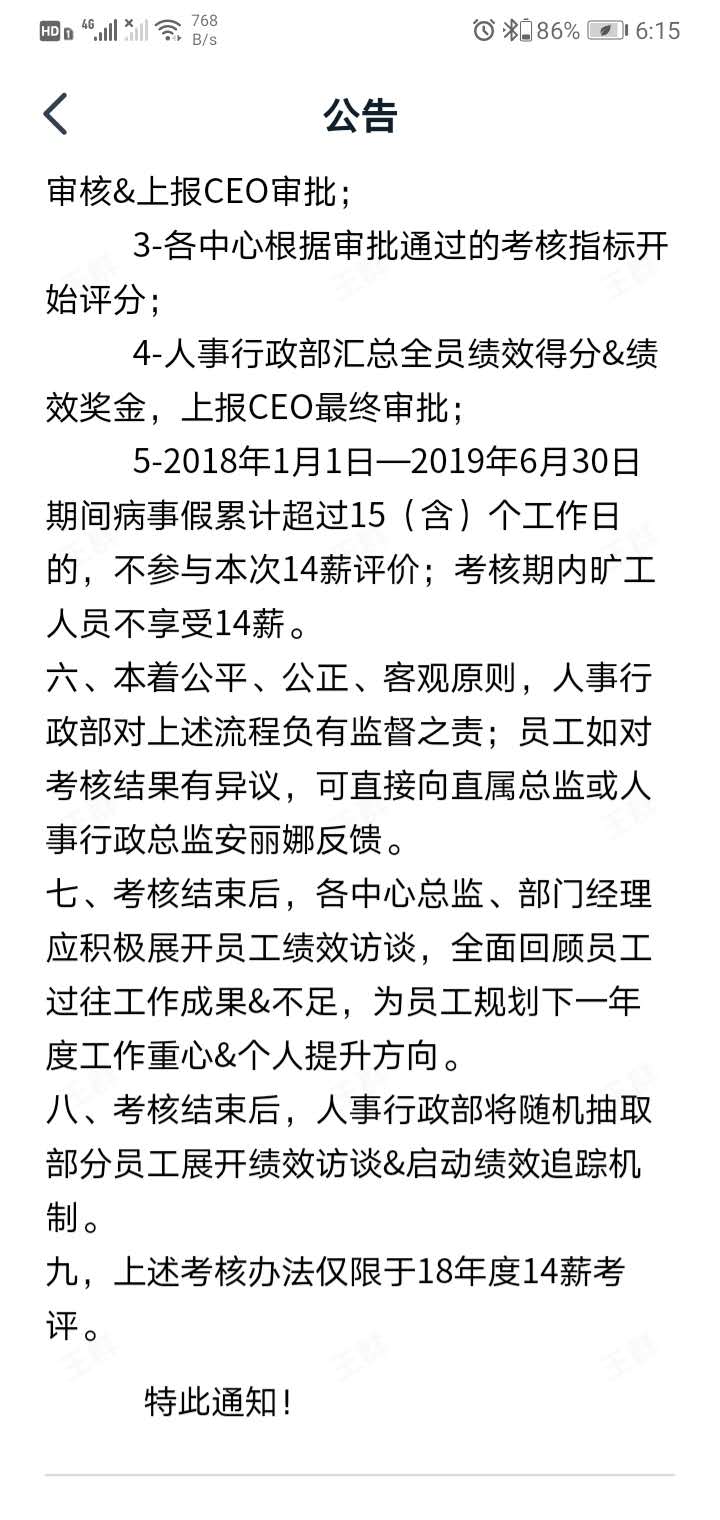 HD 1 4G 768 B/s 86% 6:15
公告
审核&上报CEO审批；
3-各中心根据审批通过的考核指标开
始评分；
4-人事行政部汇总全员绩效得分&绩
效奖金，上报CEO最终审批；
5-2018年1月1日—2019年6月30日
期间病事假累计超过15（含）个工作日
的，不参与本次14薪评价；考核期内旷工
人员不享受14薪。
六、本着公平、公正、客观原则，人事行
政部对上述流程负有监督之责；员工如对
考核结果有异议，可直接向直属总监或人
事行政总监安丽娜反馈。
七、考核结束后，各中心总监、部门经理
应积极展开员工绩效访谈，全面回顾员工
过往工作成果&不足，为员工规划下一年
度工作重心&个人提升方向。
八、考核结束后，人事行政部将随机抽取
部分员工展开绩效访谈&启动绩效追踪机
制。
九，上述考核办法仅限于18年度14薪考
评。
特此通知！